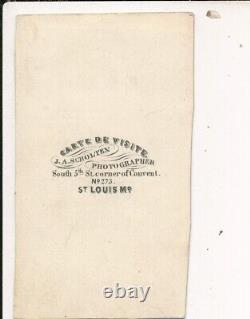 CARTE DE VISITE
J.A. SCHOLTEN
PHOTOGRAPHER
South 5th St. corner of Convent.
No 273.
ST LOUIS Mo